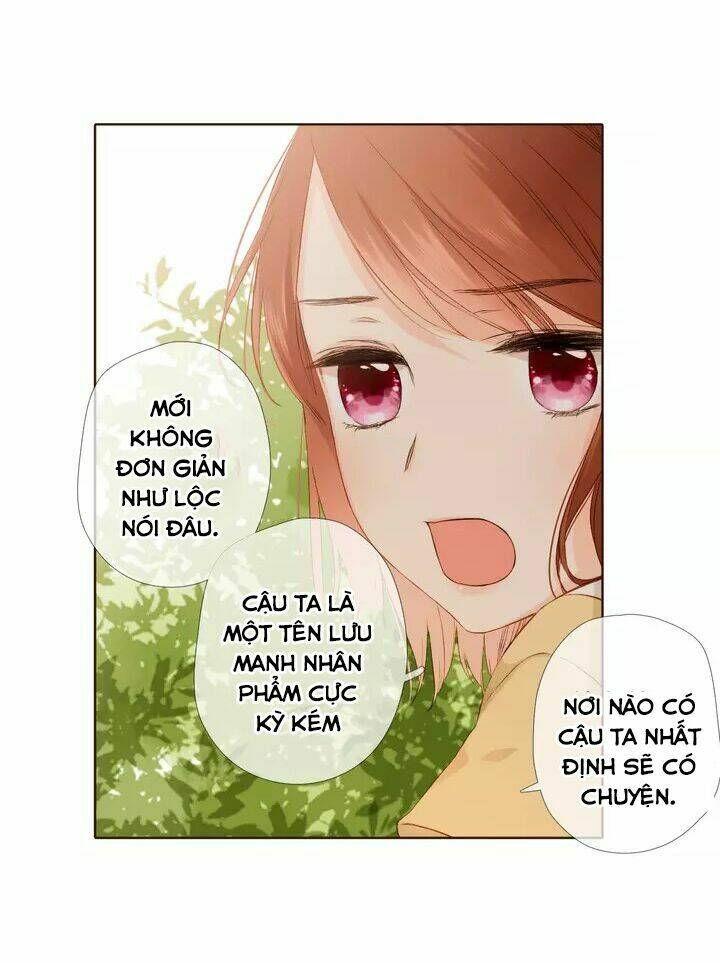 MỚI
KHÔNG
ĐƠN GIẢN
NHƯ LỘC
NÓI ĐÂU.
CẬU TA LÀ
MỘT TÊN LƯU
MANH NHÂN
PHẨM CỰC
KỲ KÉM
NƠI NÀO CÓ
CẬU TA NHẤT
ĐỊNH SẼ CÓ
CHUYỆN.